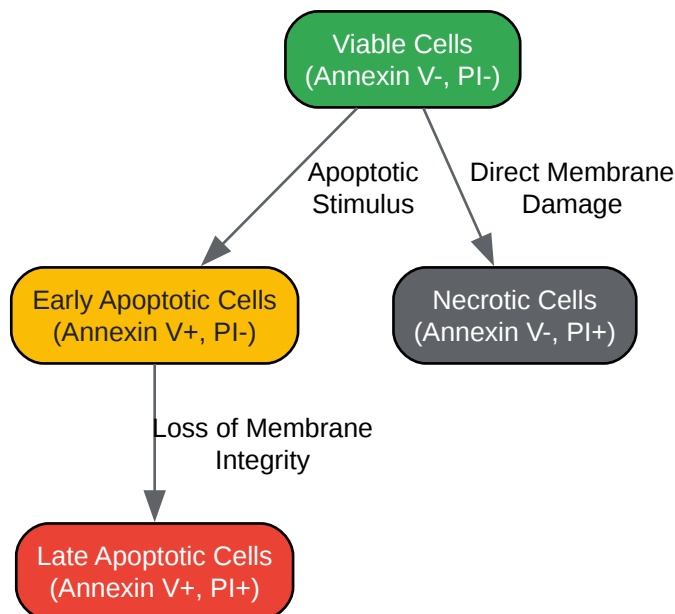 Viable Cells
(Annexin V-, PI-)
Apoptotic
Stimulus
Direct Membrane
Damage
Early Apoptotic Cells
(Annexin V+, PI-)
Necrotic Cells
(Annexin V-, PI+)
Loss of Membrane
Integrity
Late Apoptotic Cells
(Annexin V+, PI+)